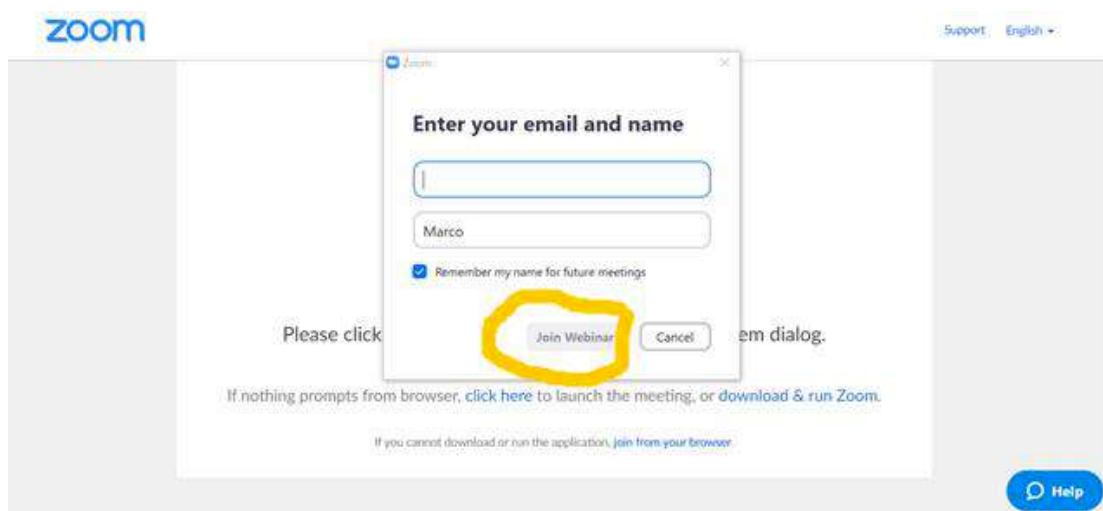 zoom
Support English
Zoom
Enter your email and name
Marco
Remember my name for future meetings
Join Webinar Cancel
Please click em dialog.
If nothing prompts from browser, click here to launch the meeting, or download & run Zoom.
If you cannot download or run the application, join from your browser
Help